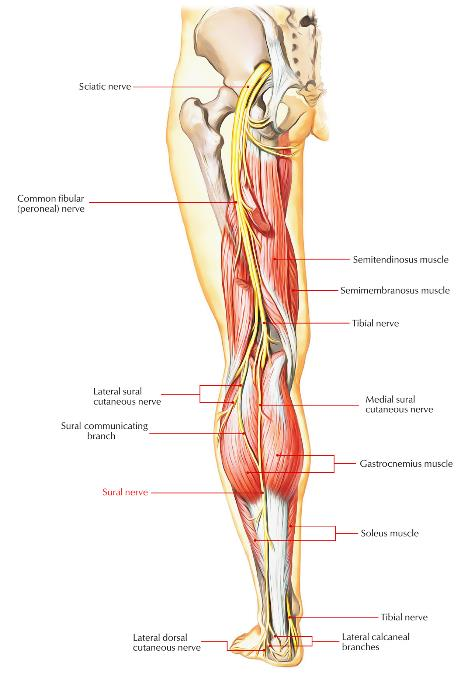 Sciatic nerve
Common fibular
(peroneal) nerve
Semitendinosus muscle
Semimembranosus muscle
Tibial nerve
Lateral sural
cutaneous nerve
Medial sural
cutaneous nerve
Sural communicating
branch
Gastrocnemius muscle
Sural nerve
Soleus muscle
Tibial nerve
Lateral dorsal
cutaneous nerve
Lateral calcaneal
branches